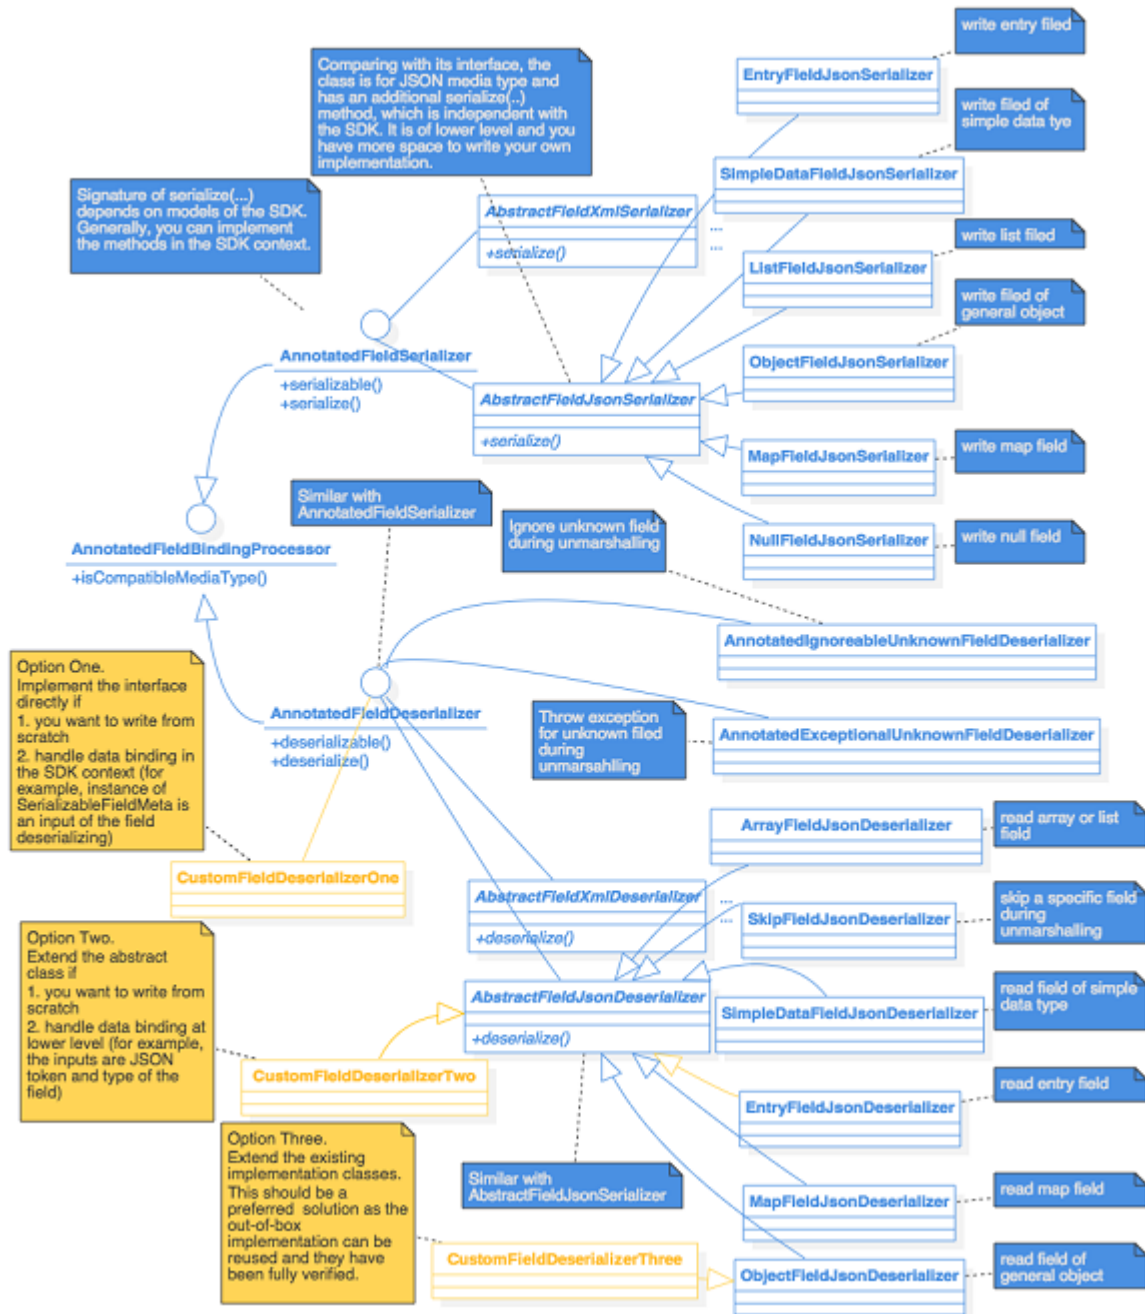 write entry filed
Comparing with its interface, the
class is for JSON media type and
has an additional serialize(..)
method, which is independent with
the SDK. It is of lower level and you
have more space to write your own
implementation.
EntryFieldJsonSerializer
write filed of
simple data tye
SimpleDataFieldJsonSerializer
Signature of serialize(...)
depends on models of the SDK.
Generally, you can implement
the methods in the SDK context.
AbstractFieldXmlSerializer
+serialize()
...
...
write list filed
ListFieldJsonSerializer
write filed of
general object
AnnotatedFieldSerializer
+serializable()
+serialize()
ObjectFieldJsonSerializer
AbstractFieldJsonSerializer
+serialize()
write map field
MapFieldJsonSerializer
Similar with
AnnotatedFieldSerializer
Ignore unknown field
during unmarshalling
write null field
NullFieldJsonSerializer
AnnotatedFieldBindingProcessor
+isCompatibleMediaType()
AnnotatedIgnoreableUnknownFieldDeserializer
Option One.
Implement the interface
directly if
1. you want to write from
scratch
2. handle data binding in
the SDK context (for
example, instance of
SerializableFieldMeta is
an input of the field
deserializing)
AnnotatedFieldDeserializer
+deserializable()
+deserialize()
Throw exception
for unknown filed
during
unmarsahlling
AnnotatedExceptionalUnknownFieldDeserializer
ArrayFieldJsonDeserializer
read array or list
field
CustomFieldDeserializerOne
AbstractFieldXmlDeserializer
+deserialize()
...
...
SkipFieldJsonDeserializer
skip a specific field
during
unmarshalling
Option Two.
Extend the abstract
class if
1. you want to write from
scratch
2. handle data binding at
lower level (for example,
the inputs are JSON
token and type of the
field)
AbstractFieldJsonDeserializer
+deserialize()
SimpleDataFieldJsonDeserializer
read field of simple
data type
CustomFieldDeserializerTwo
EntryFieldJsonDeserializer
read entry field
Option Three.
Extend the existing
implementation classes.
This should be a
preferred solution as the
out-of-box
implementation can be
reused and they have
been fully verified.
Similar with
AbstractFieldJsonSerializer
MapFieldJsonDeserializer
read map field
CustomFieldDeserializerThree
ObjectFieldJsonDeserializer
read field of
general object